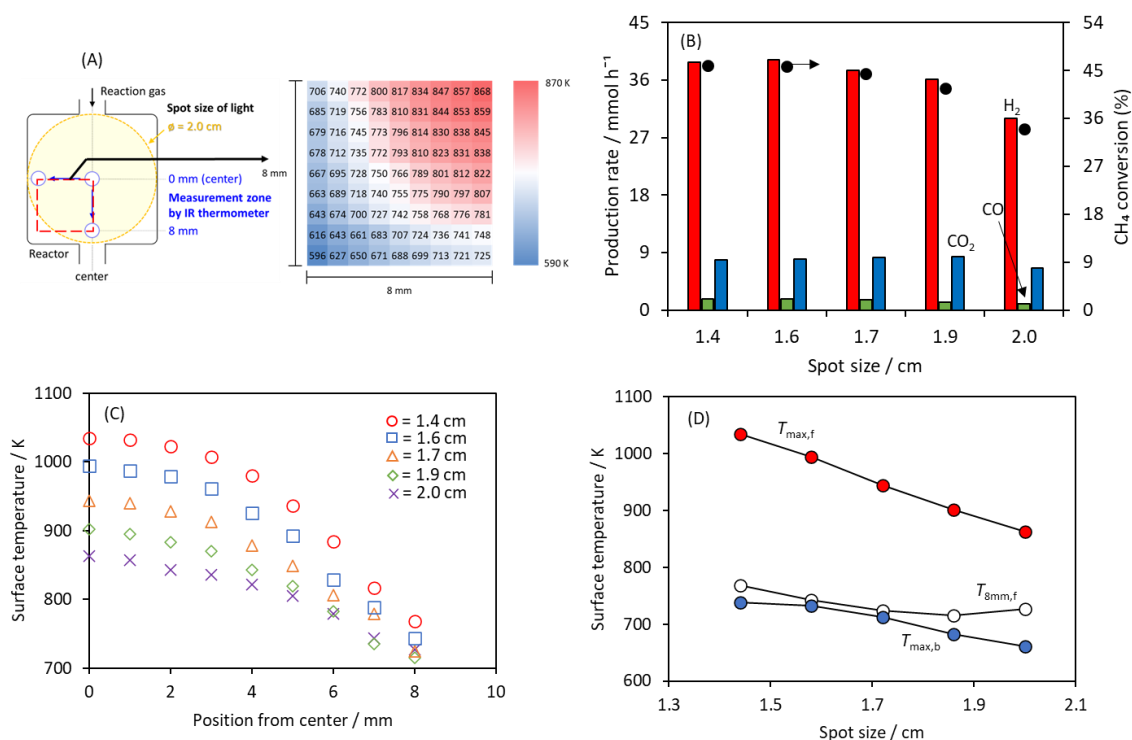 (A)
Reaction gas
Spot size of light
ø = 2.0 cm
0 mm (center)
Measurement zone
by IR thermometer
8 mm
Reactor
center
8 mm
706 740 772 800 817 834 847 857 868
685 719 756 783 810 831 844 853 859
679 716 745 773 796 814 830 838 845
678 712 735 772 793 810 823 831 838
667 695 728 750 766 789 801 812 822
663 689 718 740 755 775 790 797 807
643 674 700 727 742 758 768 776 781
616 643 661 683 707 724 736 741 748
596 627 650 671 688 699 713 721 725
8 mm
870 K
590 K
(B)
Production rate / mmol h⁻¹
45
36
27
18
9
0
54
45
36
27
18
9
0
CH₄ conversion (%)
H₂
CO
CO₂
1.4 1.6 1.7 1.9 2.0
Spot size / cm
(C)
Surface temperature / K
1100
1000
900
800
700
= 1.4 cm
= 1.6 cm
= 1.7 cm
= 1.9 cm
= 2.0 cm
0 2 4 6 8 10
Position from center / mm
(D)
Surface temperature / K
1100
1000
900
800
700
600
Tmax,f
T8mm,f
Tmax,b
1.3 1.5 1.7 1.9 2.1
Spot size / cm